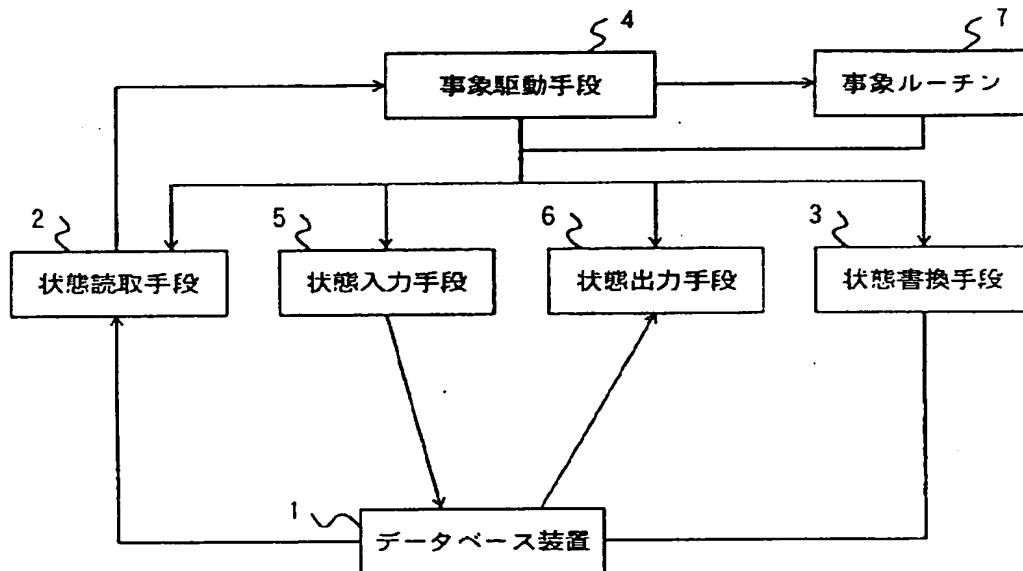 4
7
事象駆動手段
事象ルーチン
2
5
6
3
状態読取手段
状態入力手段
状態出力手段
状態書換手段
1
データベース装置